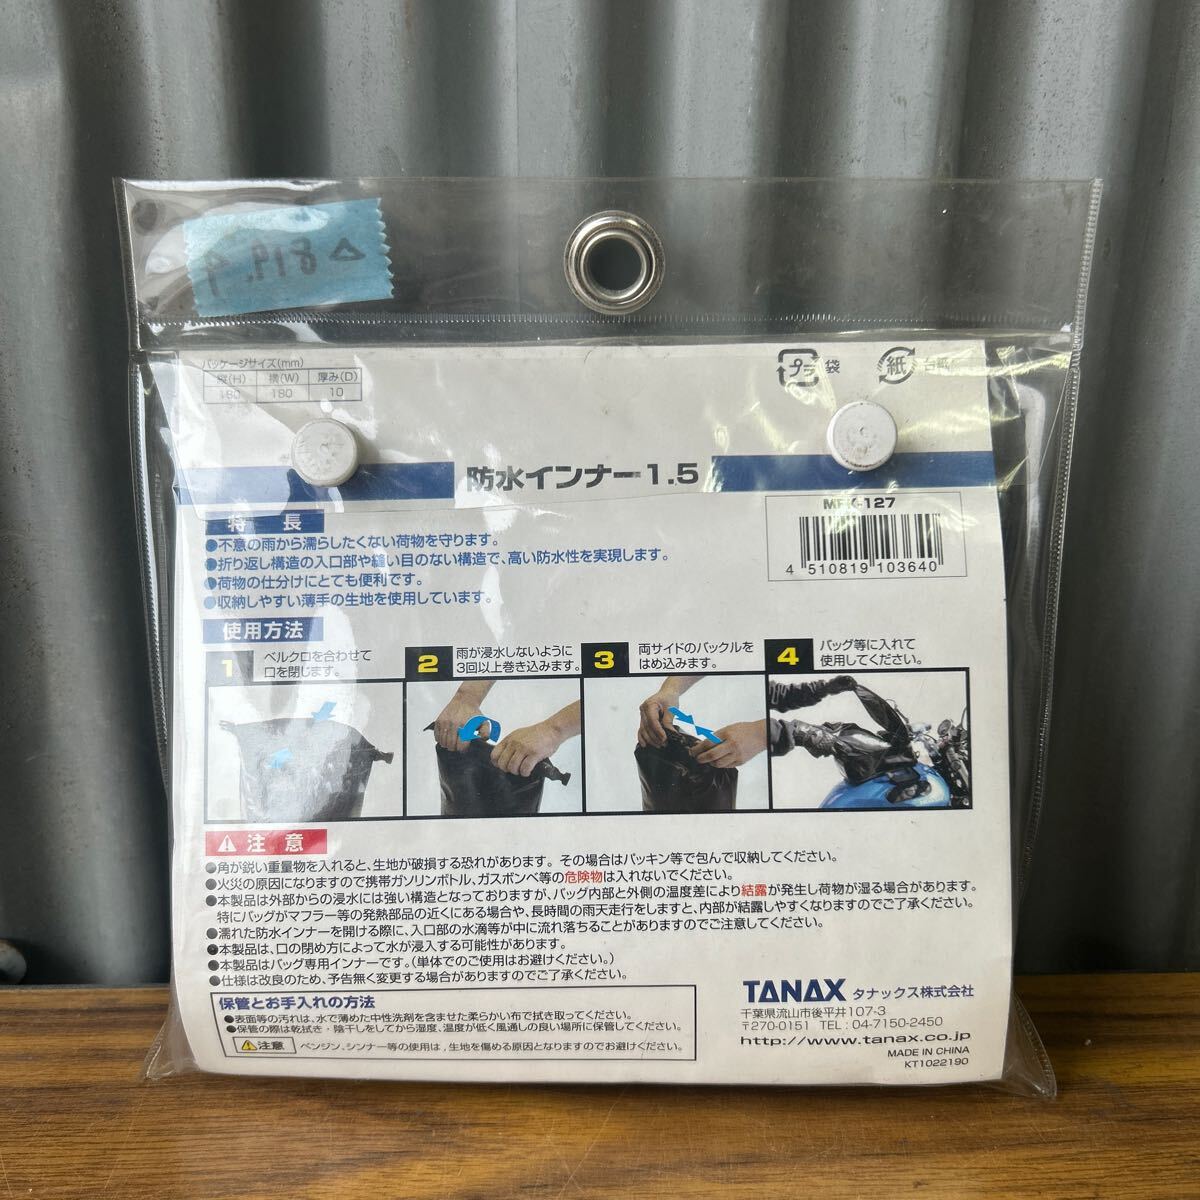 △819.9
パッケージサイズ(mm)
縦(H) 横(W) 厚み(D)
180 180 10
プラ 袋 紙 台紙
防水インナー1.5
MFK-127
4 510819 103640
特 長
●不意の雨から濡らしたくない荷物を守ります。
●折り返し構造の入口部や縫い目のない構造で、高い防水性を実現します。
●荷物の仕分けにとても便利です。
●収納しやすい薄手の生地を使用しています。
使用方法
1 ベルクロを合わせて
口を閉じます。
2 雨が浸水しないように
3回以上巻き込みます。
3 両サイドのバックルを
はめ込みます。
4 バッグ等に入れて
使用してください。
注 意
●角が鋭い重量物を入れると、生地が破損する恐れがあります。その場合はパッキン等で包んで収納してください。
●火災の原因になりますので携帯ガソリンボトル、ガスボンベ等の危険物は入れないでください。
●本製品は外部からの浸水には強い構造となっておりますが、バッグ内部と外側の温度差により結露が発生し荷物が湿る場合があります。
特にバッグがマフラー等の発熱部品の近くにある場合や、長時間の雨天走行をしますと、内部が結露しやすくなりますのでご了承ください。
●濡れた防水インナーを開ける際に、入口部の水滴等が中に流れ落ちることがありますのでご注意してください。
●本製品は、口の閉め方によって水が浸入する可能性があります。
●本製品はバッグ専用インナーです。(単体でのご使用はお避けください。)
●仕様は改良のため、予告無く変更する場合がありますのでご了承ください。
保管とお手入れの方法
●表面等の汚れは、水で薄めた中性洗剤を含ませた柔らかい布で拭き取ってください。
●保管の際は乾拭き・陰干しをしてから湿度、温度が低く風通しの良い場所に保管してください。
注意 ベンジン、シンナー等の使用は、生地を傷める原因となりますのでお避けください。
TANAX タナックス株式会社
千葉県流山市後平井107-3
〒270-0151 TEL:04-7150-2450
http://www.tanax.co.jp
MADE IN CHINA
KT1022190